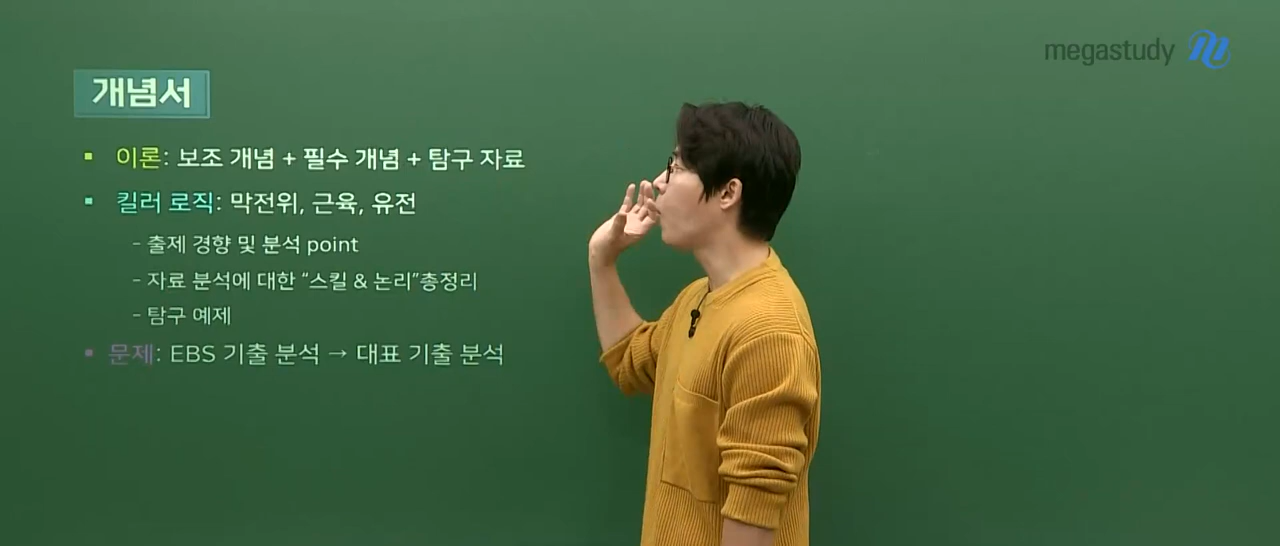 megastudy
개념서
▪ 이론: 보조 개념 + 필수 개념 + 탐구 자료
▪ 킬러 로직: 막전위, 근육, 유전
- 출제 경향 및 분석 point
- 자료 분석에 대한 “스킬 & 논리”총정리
- 탐구 예제
▪ 문제: EBS 기출 분석 → 대표 기출 분석